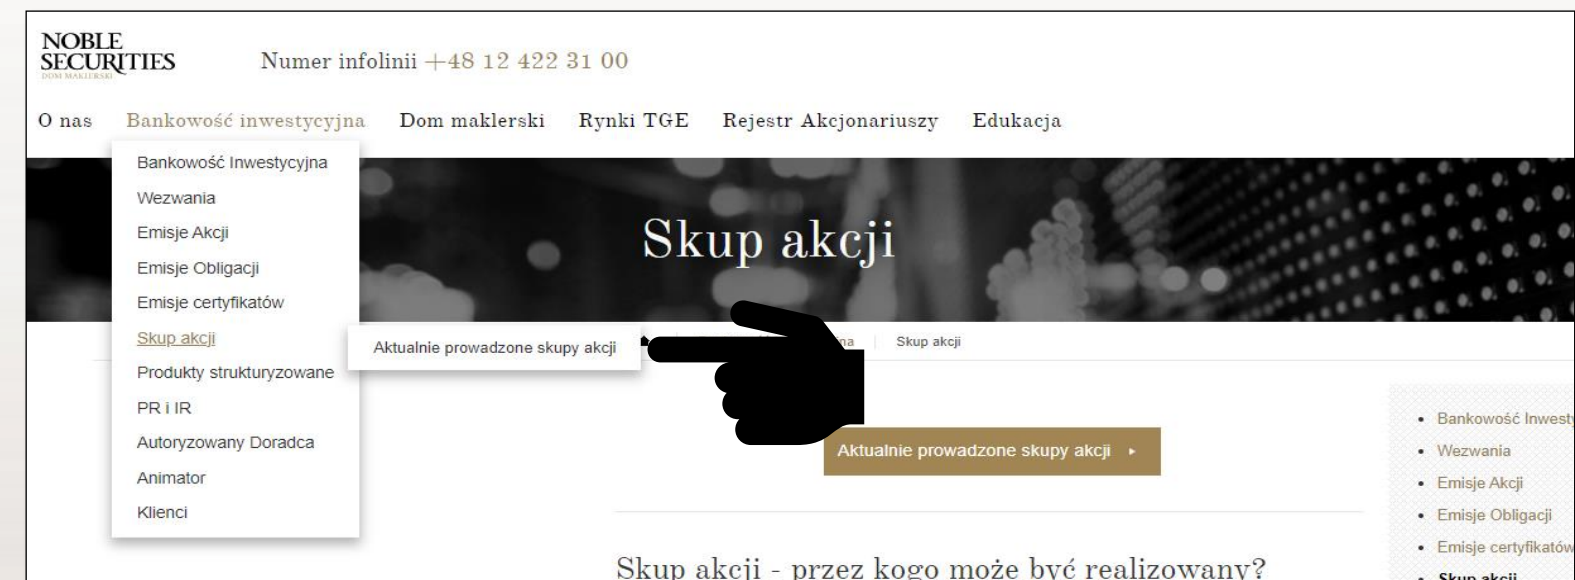 NOBLE
SECURITIES
DOM MAKLERSKI
Numer infolinii +48 12 422 31 00
O nas Bankowość inwestycyjna Dom maklerski Rynki TGE Rejestr Akcjonariuszy Edukacja
Bankowość Inwestycyjna
Wezwania
Emisje Akcji
Emisje Obligacji
Emisje certyfikatów
Skup akcji
Produkty strukturyzowane
PR i IR
Autoryzowany Doradca
Animator
Klienci
Aktualnie prowadzone skupy akcji
Skup akcji
Skup akcji
Aktualnie prowadzone skupy akcji
Skup akcji - przez kogo może być realizowany?
Bankowość
Wezwania
Emisje Akcji
Emisje Obligacji
Emisje certyfikatów
Skup akcji